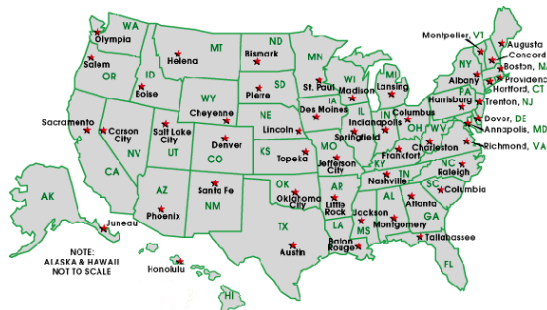 WA
Olympia
Salem
OR
MT
Helena
ID
Boise
ND
Bismark
SD
Pierre
MN
St. Paul
WI
Madison
MI
Lansing
Montpelier, VT
Augusta
Concord
Boston, MA
Providence
Hartford, CT
NY
Albany
PA
Harrisburg
Trenton, NJ
Dover, DE
Annapolis, MD
Richmond, VA
WY
Cheyenne
NE
Lincoln
IA
Des Moines
IL
Springfield
IN
Indianapolis
OH
Columbus
WV
Charleston
Sacramento
Carson
City
NV
CA
Salt Lake
City
UT
Denver
CO
KS
Topeka
MO
Jefferson
City
KY
Frankfort
Nashville
TN
NC
Raleigh
SC
Columbia
AZ
Phoenix
Santa Fe
NM
OK
Oklahoma
City
AR
Little
Rock
Jackson
MS
AL
Montgomery
Atlanta
GA
TX
Austin
LA
Baton
Rouge
Tallahassee
FL
AK
Juneau
NOTE:
ALASKA & HAWAII
NOT TO SCALE
Honolulu
HI